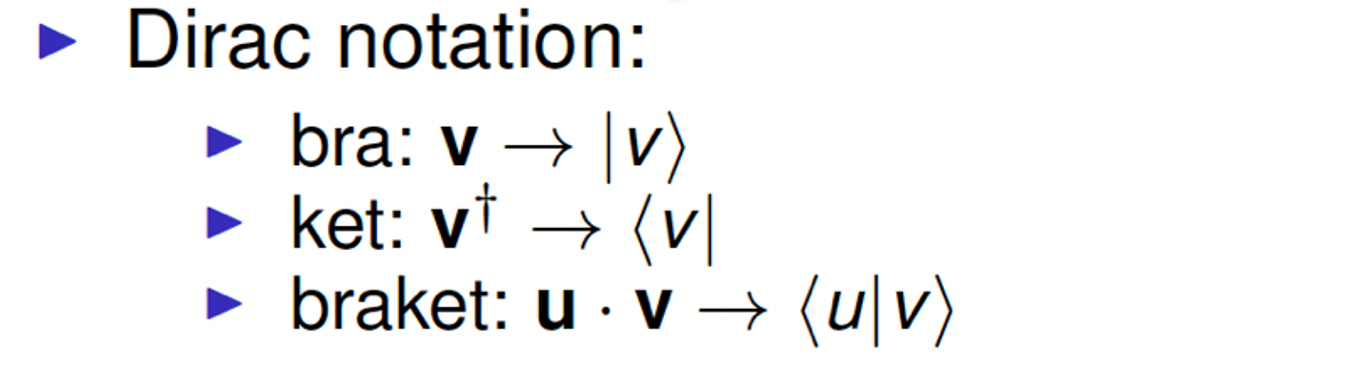 ▶ Dirac notation:
▶ bra: v → |v⟩
▶ ket: v† → ⟨v|
▶ braket: u · v → ⟨u|v⟩